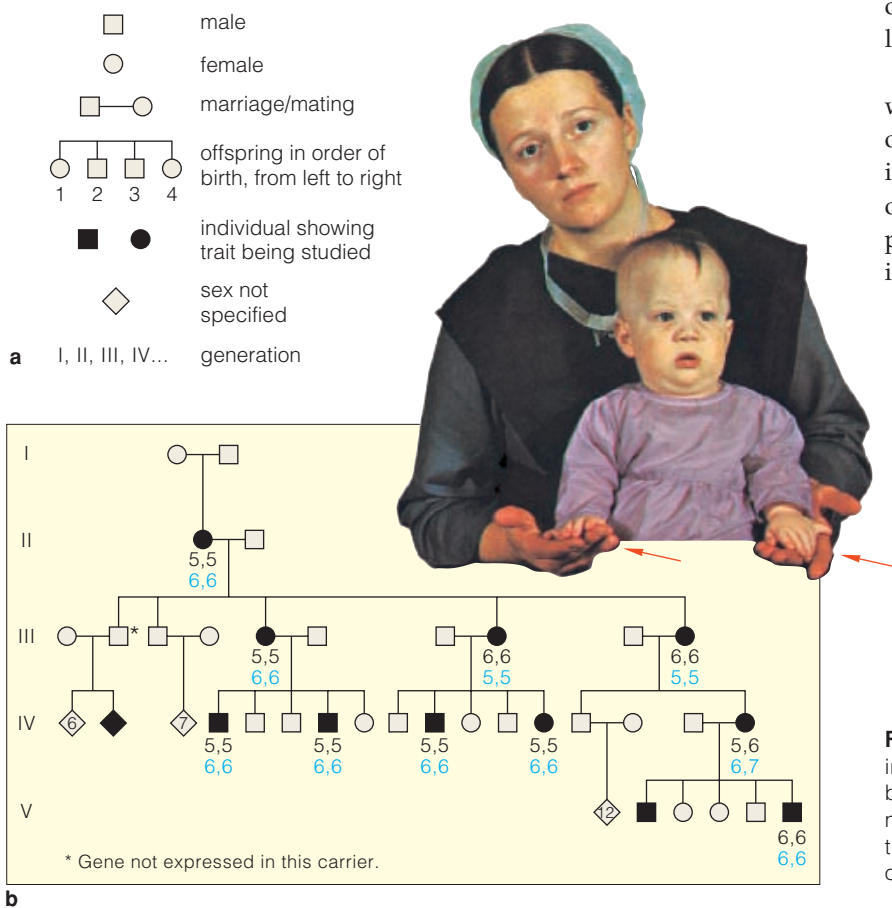 male
female
marriage/mating
offspring in order of
birth, from left to right
1 2 3 4
individual showing
trait being studied
sex not
specified
a I, II, III, IV... generation
I
II
5,5
6,6
III
*
5,5 6,6 6,6
6,6 5,5 5,5
IV
6 7
5,5 5,5 5,5 5,5 5,6
6,6 6,6 6,6 6,6 6,7
V
12
6,6
6,6
* Gene not expressed in this carrier.
b